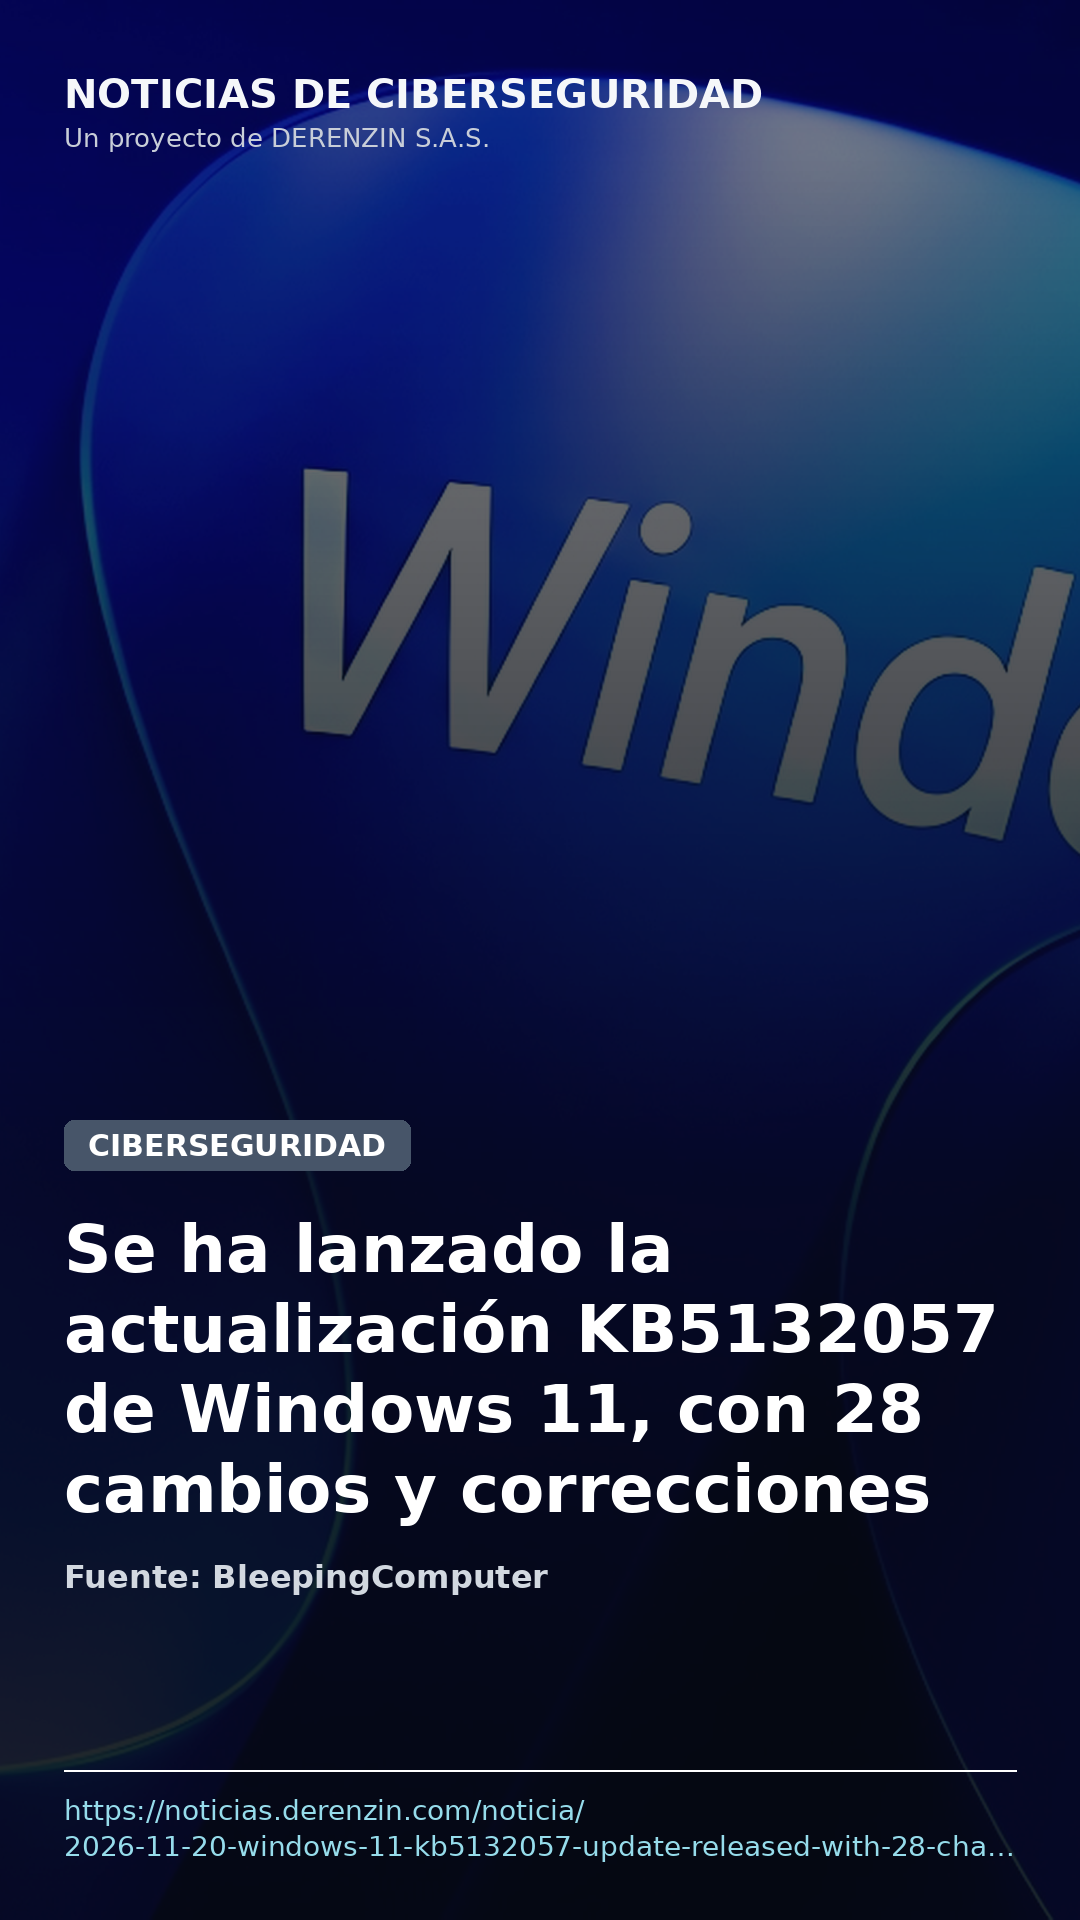 NOTICIAS DE CIBERSEGURIDAD
Un proyecto de DERENZIN S.A.S.
Windo
CIBERSEGURIDAD
Se ha lanzado la
actualización KB5132057
de Windows 11, con 28
cambios y correcciones
Fuente: BleepingComputer
https://noticias.derenzin.com/noticia/
2026-11-20-windows-11-kb5132057-update-released-with-28-cha...